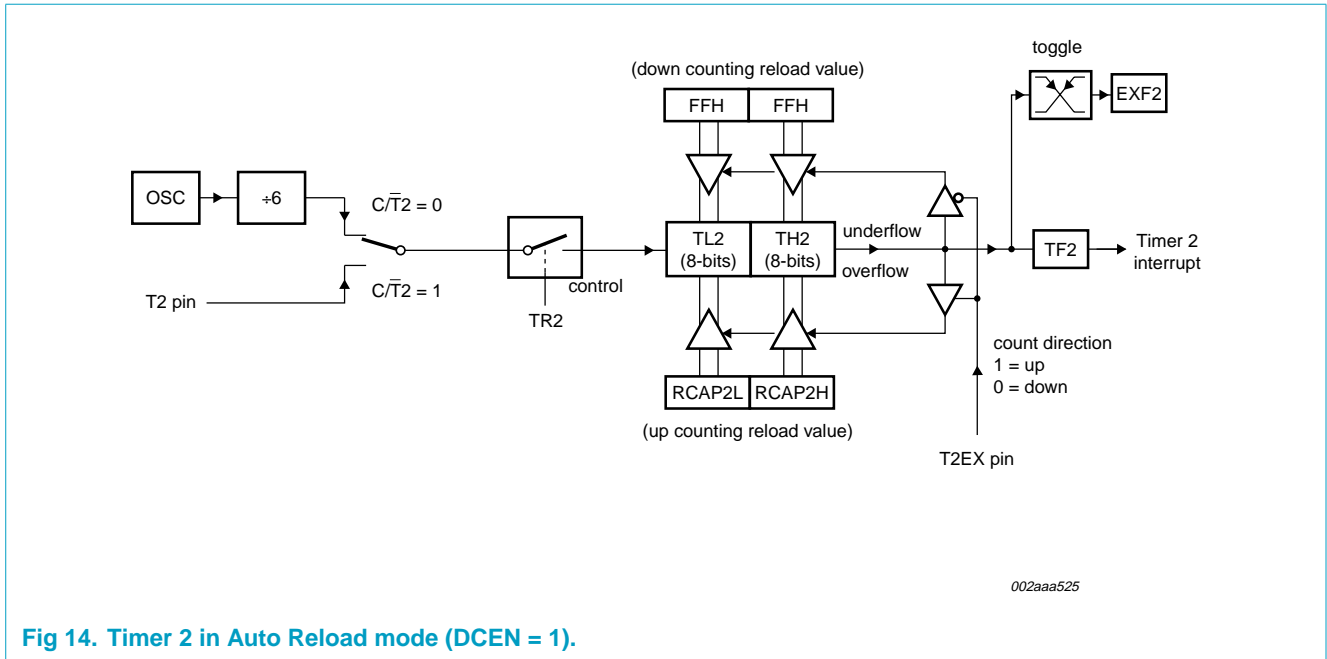 toggle
(down counting reload value)
FFH FFH
EXF2
OSC
÷6
C/T̅2 = 0
TL2
(8-bits)
TH2
(8-bits)
underflow
overflow
TF2
Timer 2
interrupt
control
C/T̅2 = 1
T2 pin
TR2
count direction
1 = up
0 = down
RCAP2L RCAP2H
(up counting reload value)
T2EX pin
002aaa525
Fig 14. Timer 2 in Auto Reload mode (DCEN = 1).